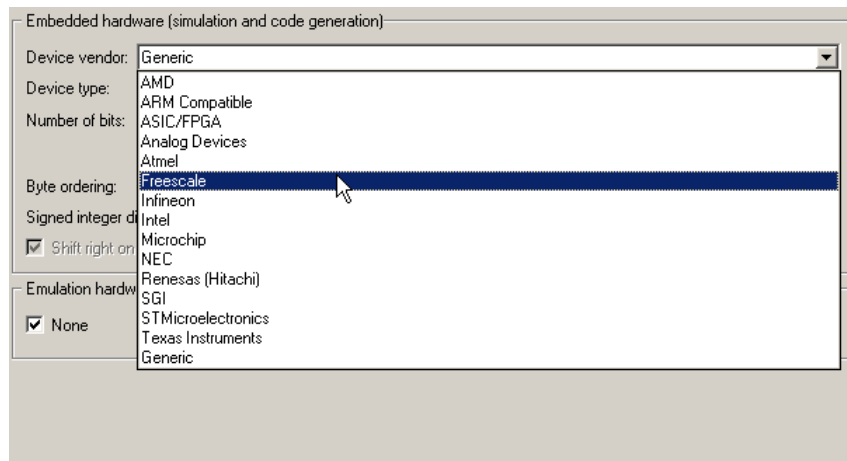 Embedded hardware (simulation and code generation)
Device vendor: Generic
Device type:
AMD
ARM Compatible
Number of bits:
ASIC/FPGA
Analog Devices
Atmel
Byte ordering:
Freescale
Infineon
Signed integer di
Intel
Shift right on
Microchip
NEC
Renesas (Hitachi)
Emulation hardw
SGI
None
STMicroelectronics
Texas Instruments
Generic